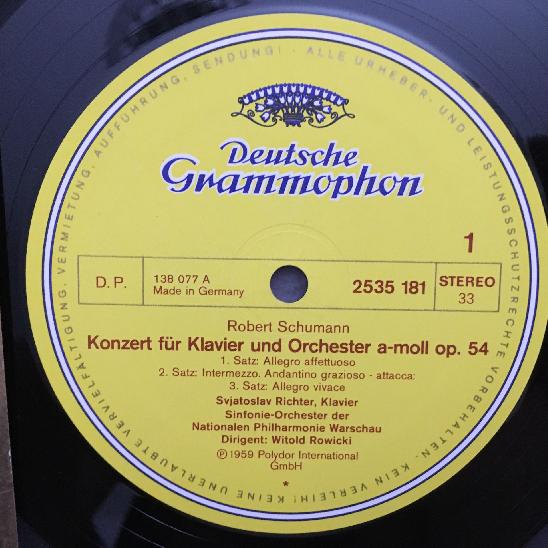 Deutsche
Grammophon
1
D. P.
138 077 A
Made in Germany
2535 181
STEREO
33
Robert Schumann
Konzert für Klavier und Orchester a-moll op. 54
1. Satz: Allegro affettuoso
2. Satz: Intermezzo. Andantino grazioso - attacca:
3. Satz: Allegro vivace
Svjatoslav Richter, Klavier
Sinfonie-Orchester der
Nationalen Philharmonie Warschau
Dirigent: Witold Rowicki
Ⓟ 1959 Polydor International
GmbH
*
ALLE URHEBER- UND LEISTUNGSSCHUTZRECHTE VORBEHALTEN. KEIN VERLEIH! KEINE UNERLAUBTE VERVIELFÄLTIGUNG, VERMIETUNG, AUFFÜHRUNG, SENDUNG!